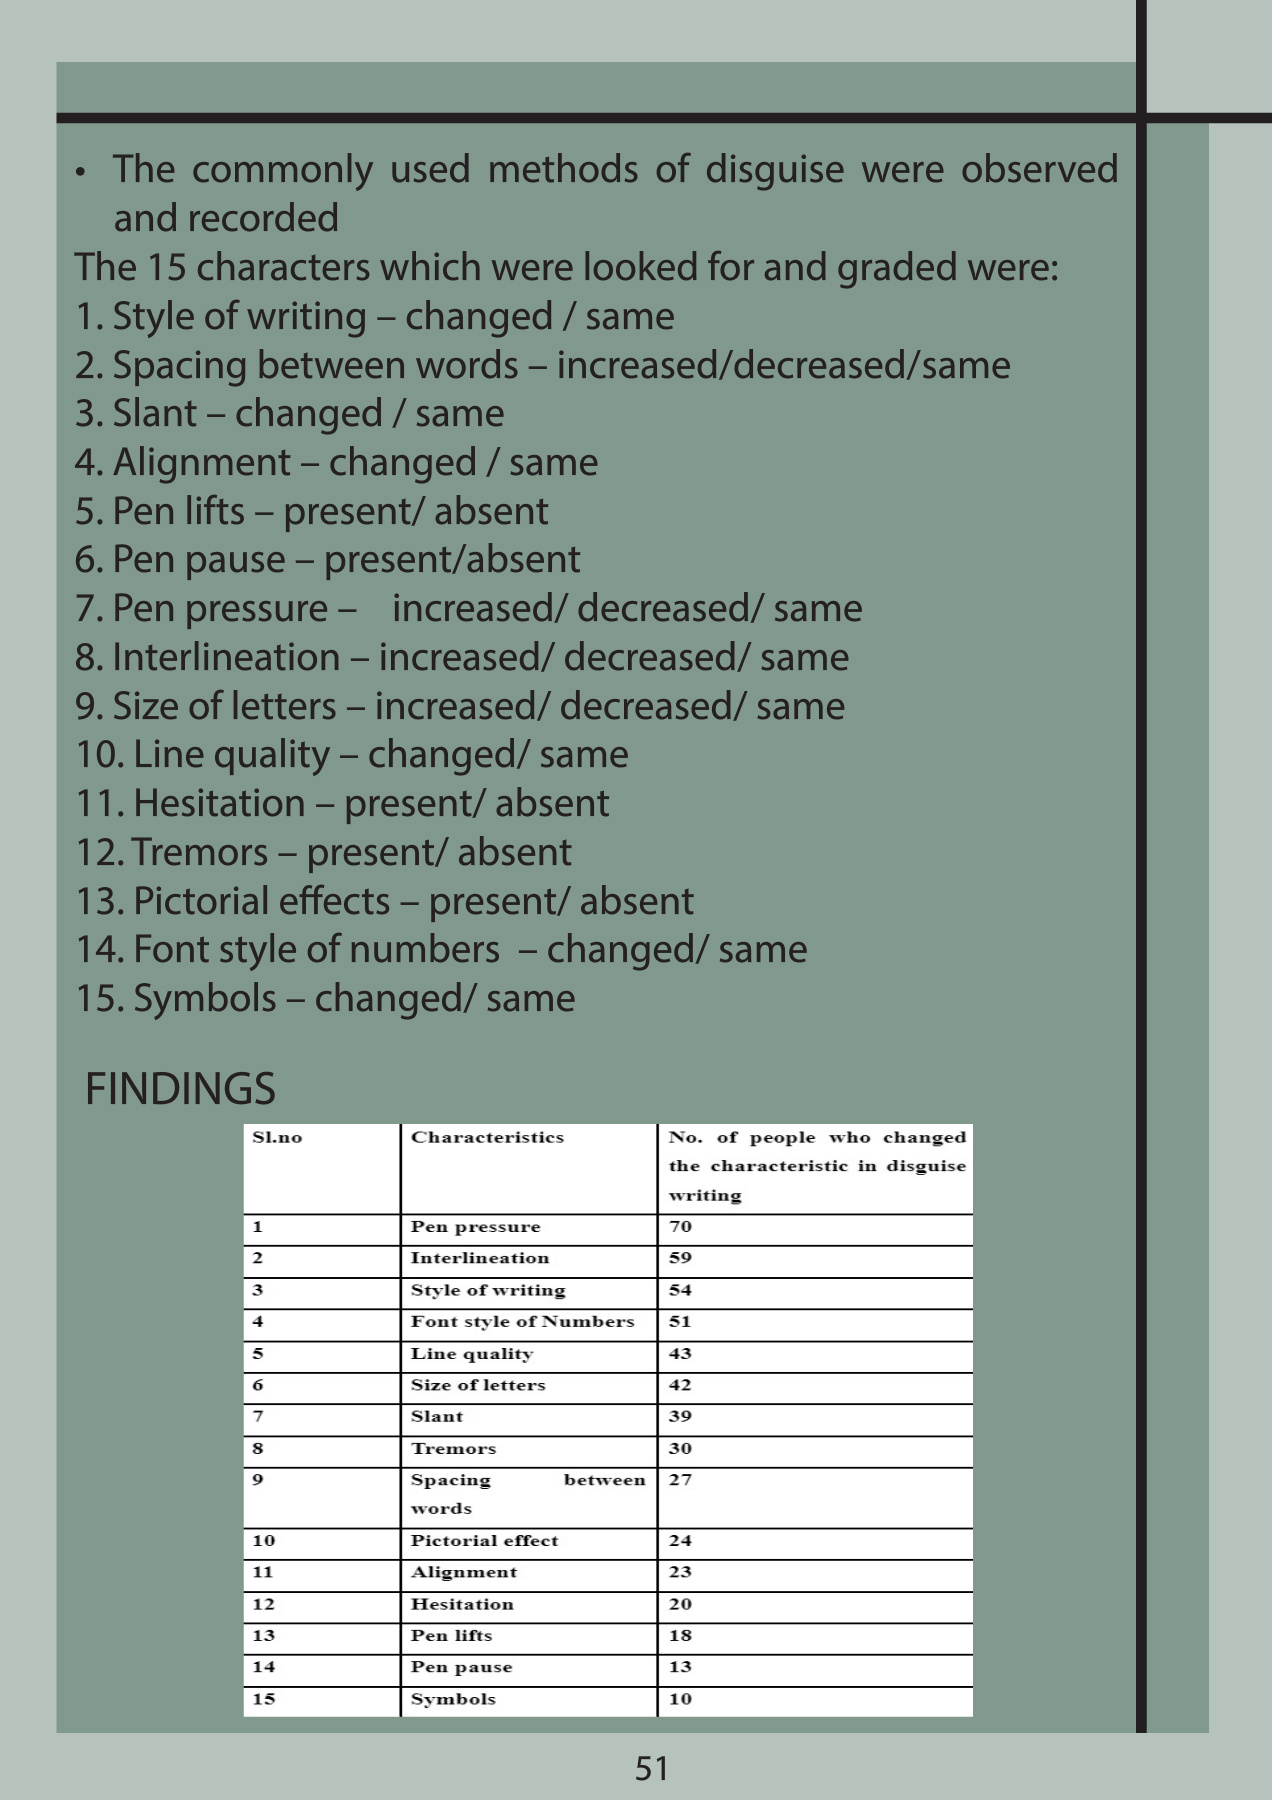 • The commonly used methods of disguise were observed
and recorded
The 15 characters which were looked for and graded were:
1. Style of writing – changed / same
2. Spacing between words – increased/decreased/same
3. Slant – changed / same
4. Alignment – changed / same
5. Pen lifts – present/ absent
6. Pen pause – present/absent
7. Pen pressure – increased/ decreased/ same
8. Interlineation – increased/ decreased/ same
9. Size of letters – increased/ decreased/ same
10. Line quality – changed/ same
11. Hesitation – present/ absent
12. Tremors – present/ absent
13. Pictorial effects – present/ absent
14. Font style of numbers – changed/ same
15. Symbols – changed/ same
FINDINGS
Sl.no Characteristics No. of people who changed
the characteristic in disguise
writing
1 Pen pressure 70
2 Interlineation 59
3 Style of writing 54
4 Font style of Numbers 51
5 Line quality 43
6 Size of letters 42
7 Slant 39
8 Tremors 30
9 Spacing between 27
words
10 Pictorial effect 24
11 Alignment 23
12 Hesitation 20
13 Pen lifts 18
14 Pen pause 13
15 Symbols 10
51